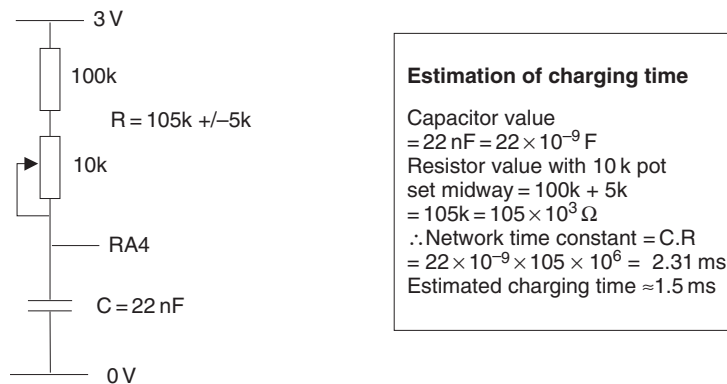 3 V
100k
R = 105k +/–5k
10k
RA4
C = 22 nF
0 V
Estimation of charging time
Capacitor value
= 22 nF = 22 × 10⁻⁹ F
Resistor value with 10 k pot
set midway = 100k + 5k
= 105k = 105 × 10³ Ω
∴ Network time constant = C.R
= 22 × 10⁻⁹ × 105 × 10⁶ = 2.31 ms
Estimated charging time ≈1.5 ms